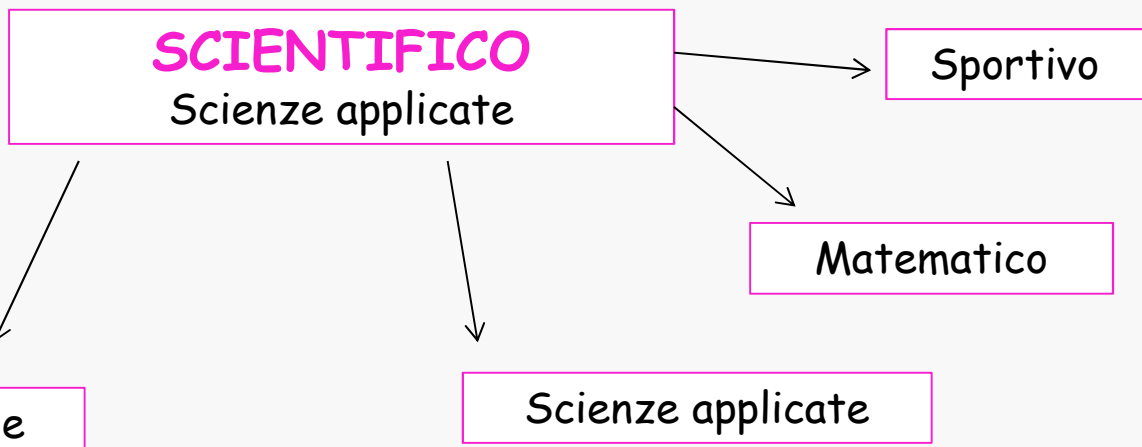 SCIENTIFICO
Scienze applicate
Sportivo
Matematico
Scienze applicate